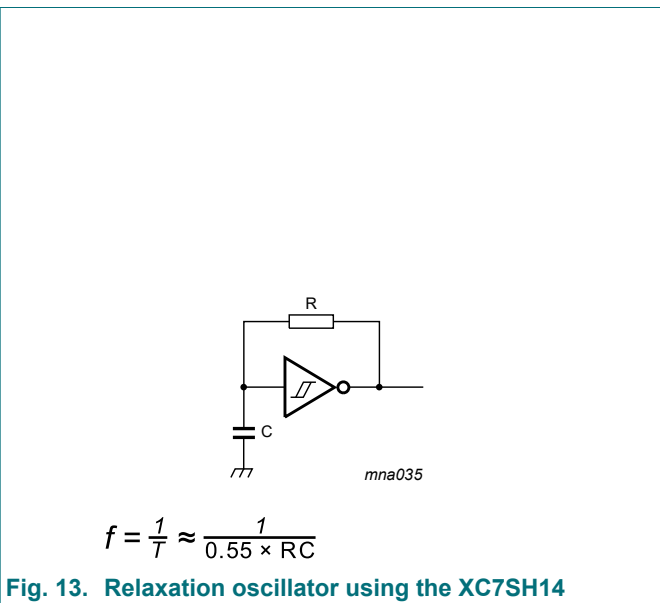 R
C
mna035
f = 1/T ≈ 1/(0.55 × RC)
Fig. 13. Relaxation oscillator using the XC7SH14